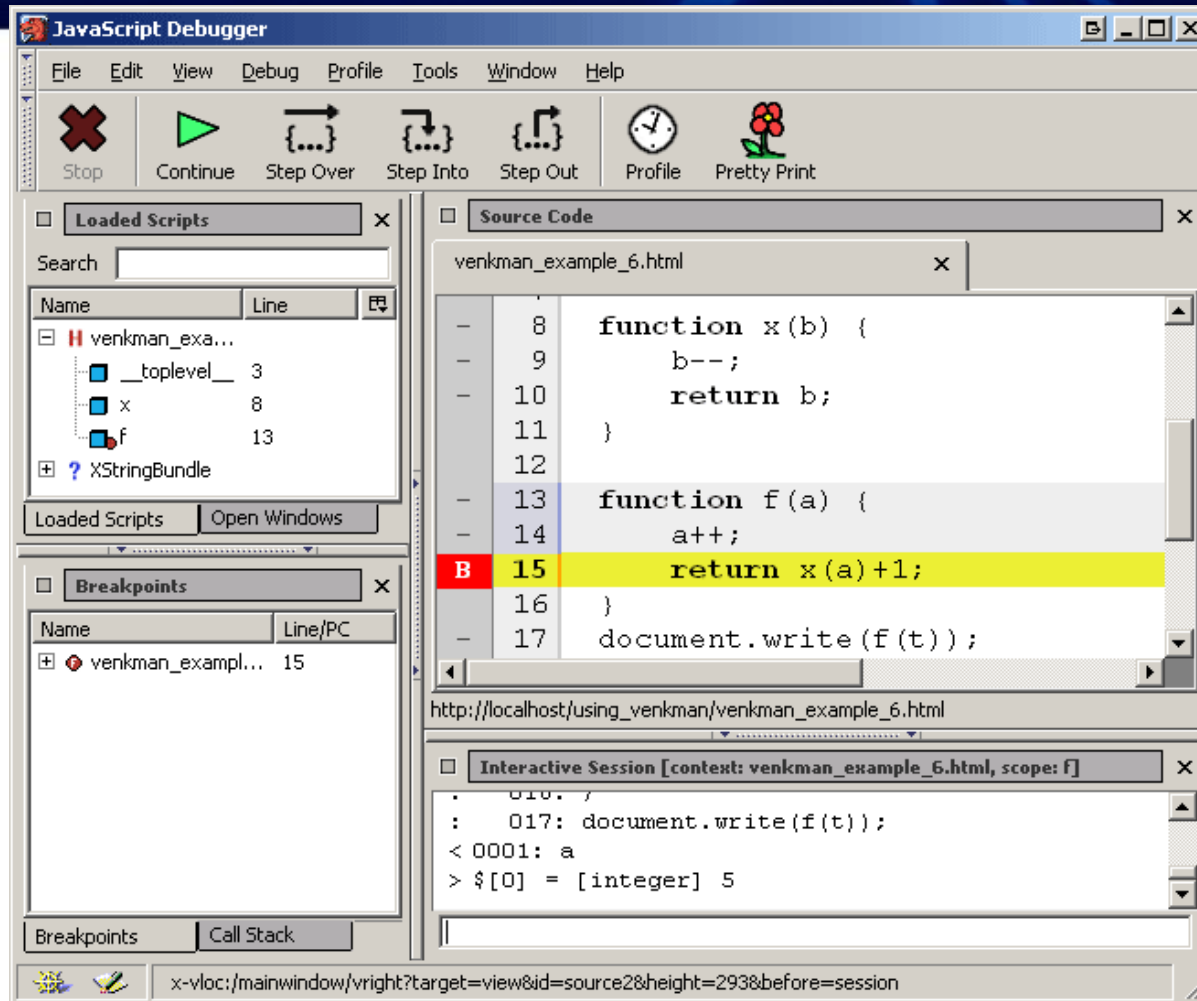 JavaScript Debugger
File Edit View Debug Profile Tools Window Help
Stop Continue {...} Step Over {...} Step Into {...} Step Out Profile Pretty Print
Loaded Scripts
Search
Name Line
H venkman_exa...
__toplevel__ 3
x 8
f 13
? XStringBundle
Loaded Scripts Open Windows
Breakpoints
Name Line/PC
venkman_exampl... 15
Breakpoints Call Stack
Source Code
venkman_example_6.html
– 8 function x(b) {
– 9 b--;
– 10 return b;
11 }
12
– 13 function f(a) {
– 14 a++;
B 15 return x(a)+1;
16 }
– 17 document.write(f(t));
http://localhost/using_venkman/venkman_example_6.html
Interactive Session [context: venkman_example_6.html, scope: f]
: 016: }
: 017: document.write(f(t));
< 0001: a
> $[0] = [integer] 5
x-vloc:/mainwindow/vright?target=view&id=source2&height=293&before=session